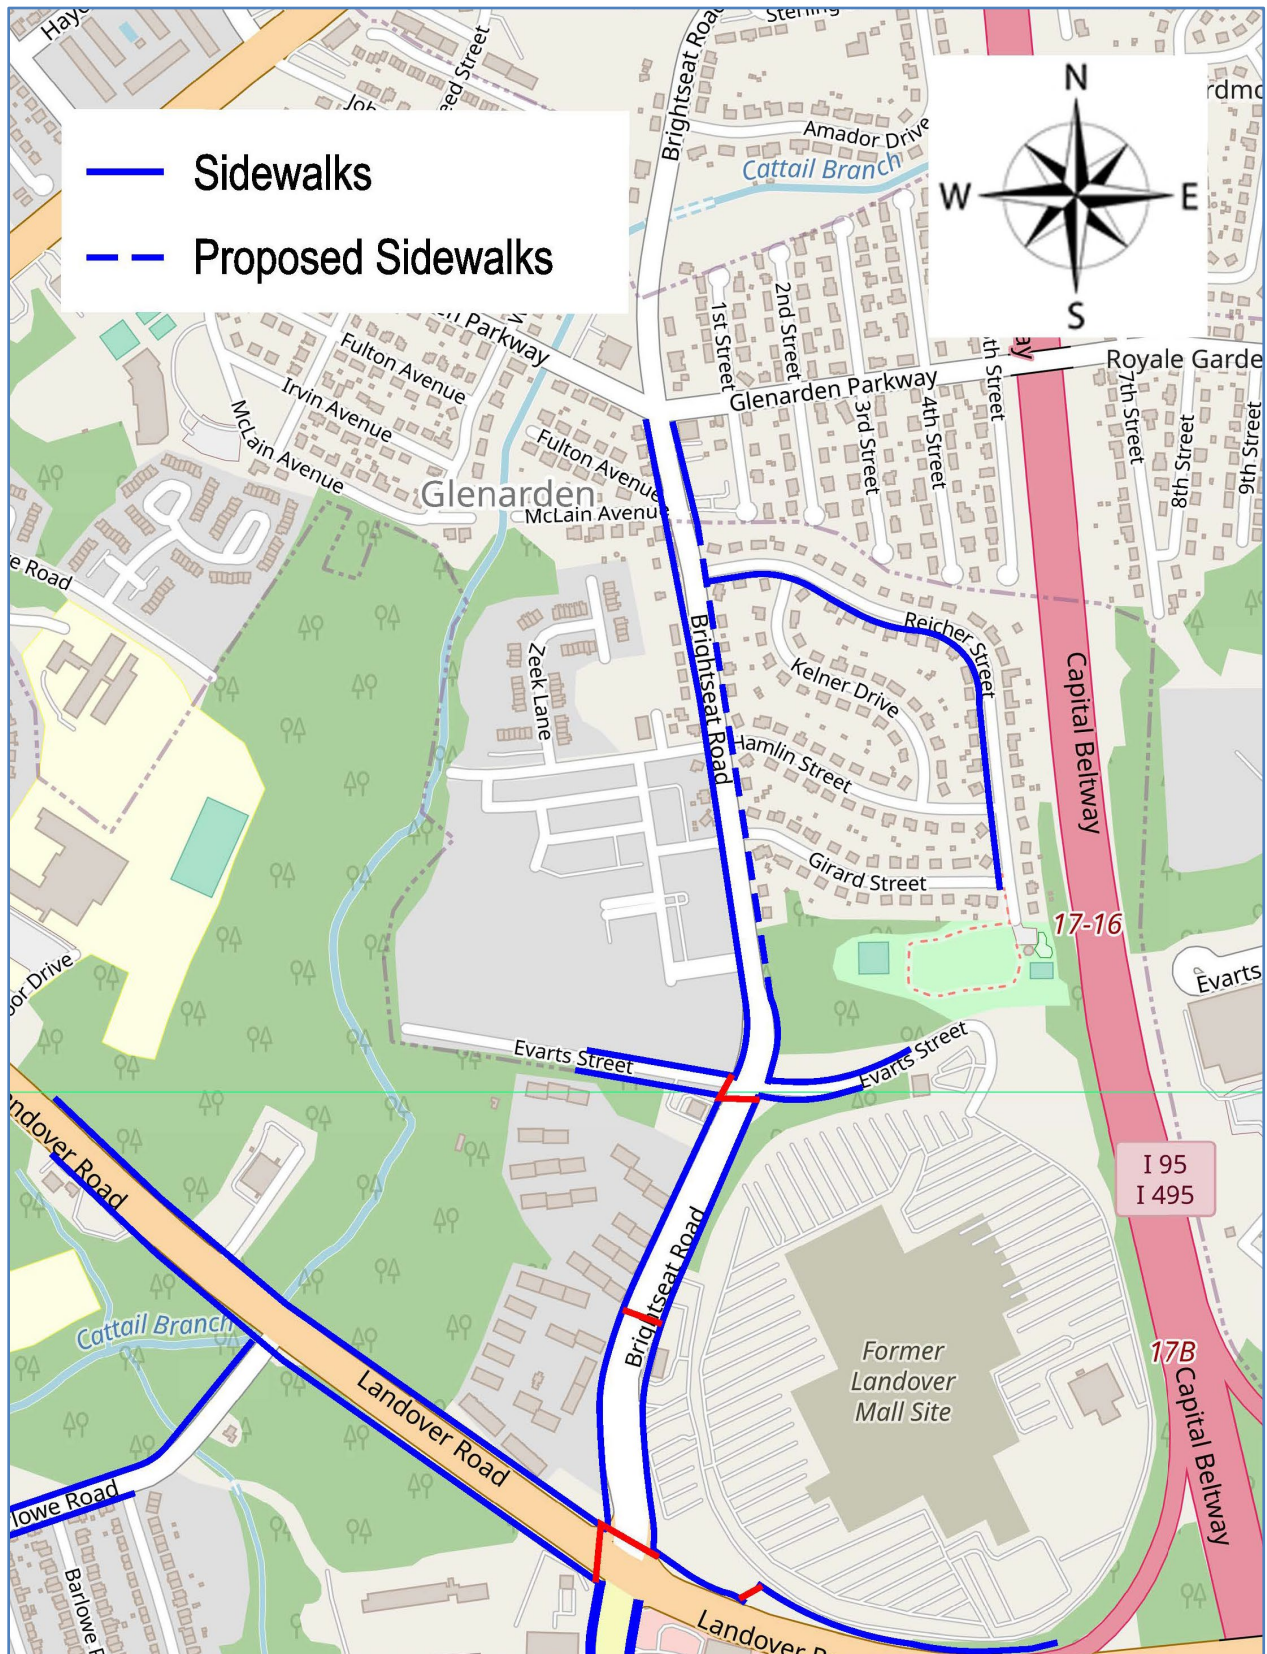 Sterling
Brightseat Road
N
Amador Drive
Cattail Branch
W
E
S
Sidewalks
Proposed Sidewalks
1st Street
2nd Street
Parkway
Fulton Avenue
Irvin Avenue
McLain Avenue
Glenarden Parkway
3rd Street
4th Street
Royale Garde
7th Street
8th Street
9th Street
Fulton Avenue
Glenarden
McLain Avenue
e Road
Reicher Street
Brightseat Road
Zeek Lane
Kelner Drive
Capital Beltway
Hamlin Street
Girard Street
17-16
oor Drive
Evarts
Evarts Street
Evarts Street
andover Road
I 95
I 495
Brightseat Road
Cattail Branch
Former
Landover
Mall Site
17B
Capital Beltway
Landover Road
lowe Road
Barlowe R
Landover R